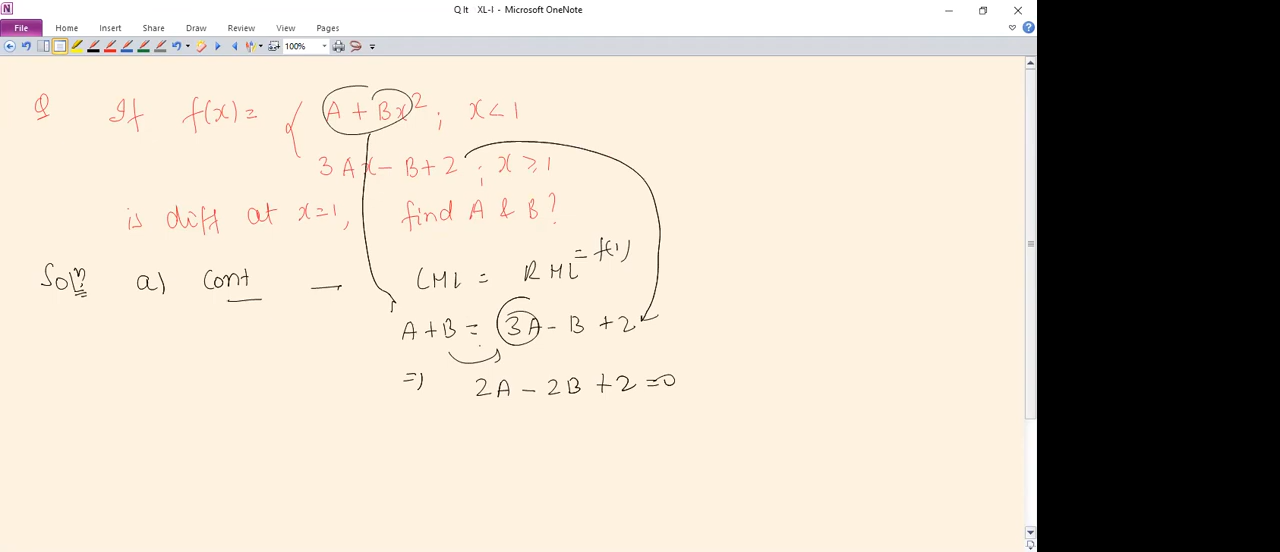 Q It XL-I - Microsoft OneNote
File Home Insert Share Draw Review View Pages
100%
Q If f(x) = { A + Bx² ; x < 1
3Ax - B + 2 ; x ≥ 1
is diff at x=1, find A & B?
Solⁿ a) Cont — LHL = RHL = f(1)
A + B = 3A - B + 2
=> 2A - 2B + 2 = 0